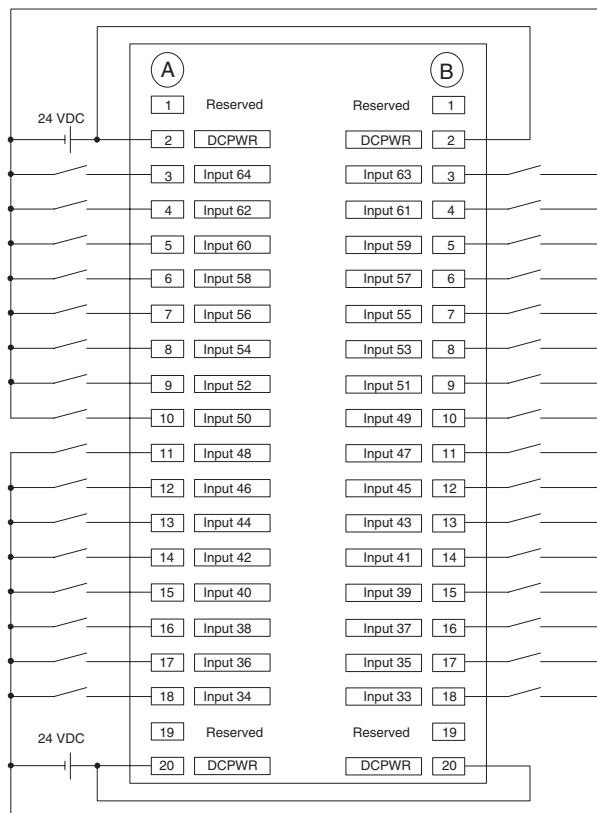 A B
1 Reserved Reserved 1
24 VDC
2 DCPWR DCPWR 2
3 Input 64 Input 63 3
4 Input 62 Input 61 4
5 Input 60 Input 59 5
6 Input 58 Input 57 6
7 Input 56 Input 55 7
8 Input 54 Input 53 8
9 Input 52 Input 51 9
10 Input 50 Input 49 10
11 Input 48 Input 47 11
12 Input 46 Input 45 12
13 Input 44 Input 43 13
14 Input 42 Input 41 14
15 Input 40 Input 39 15
16 Input 38 Input 37 16
17 Input 36 Input 35 17
18 Input 34 Input 33 18
19 Reserved Reserved 19
24 VDC
20 DCPWR DCPWR 20